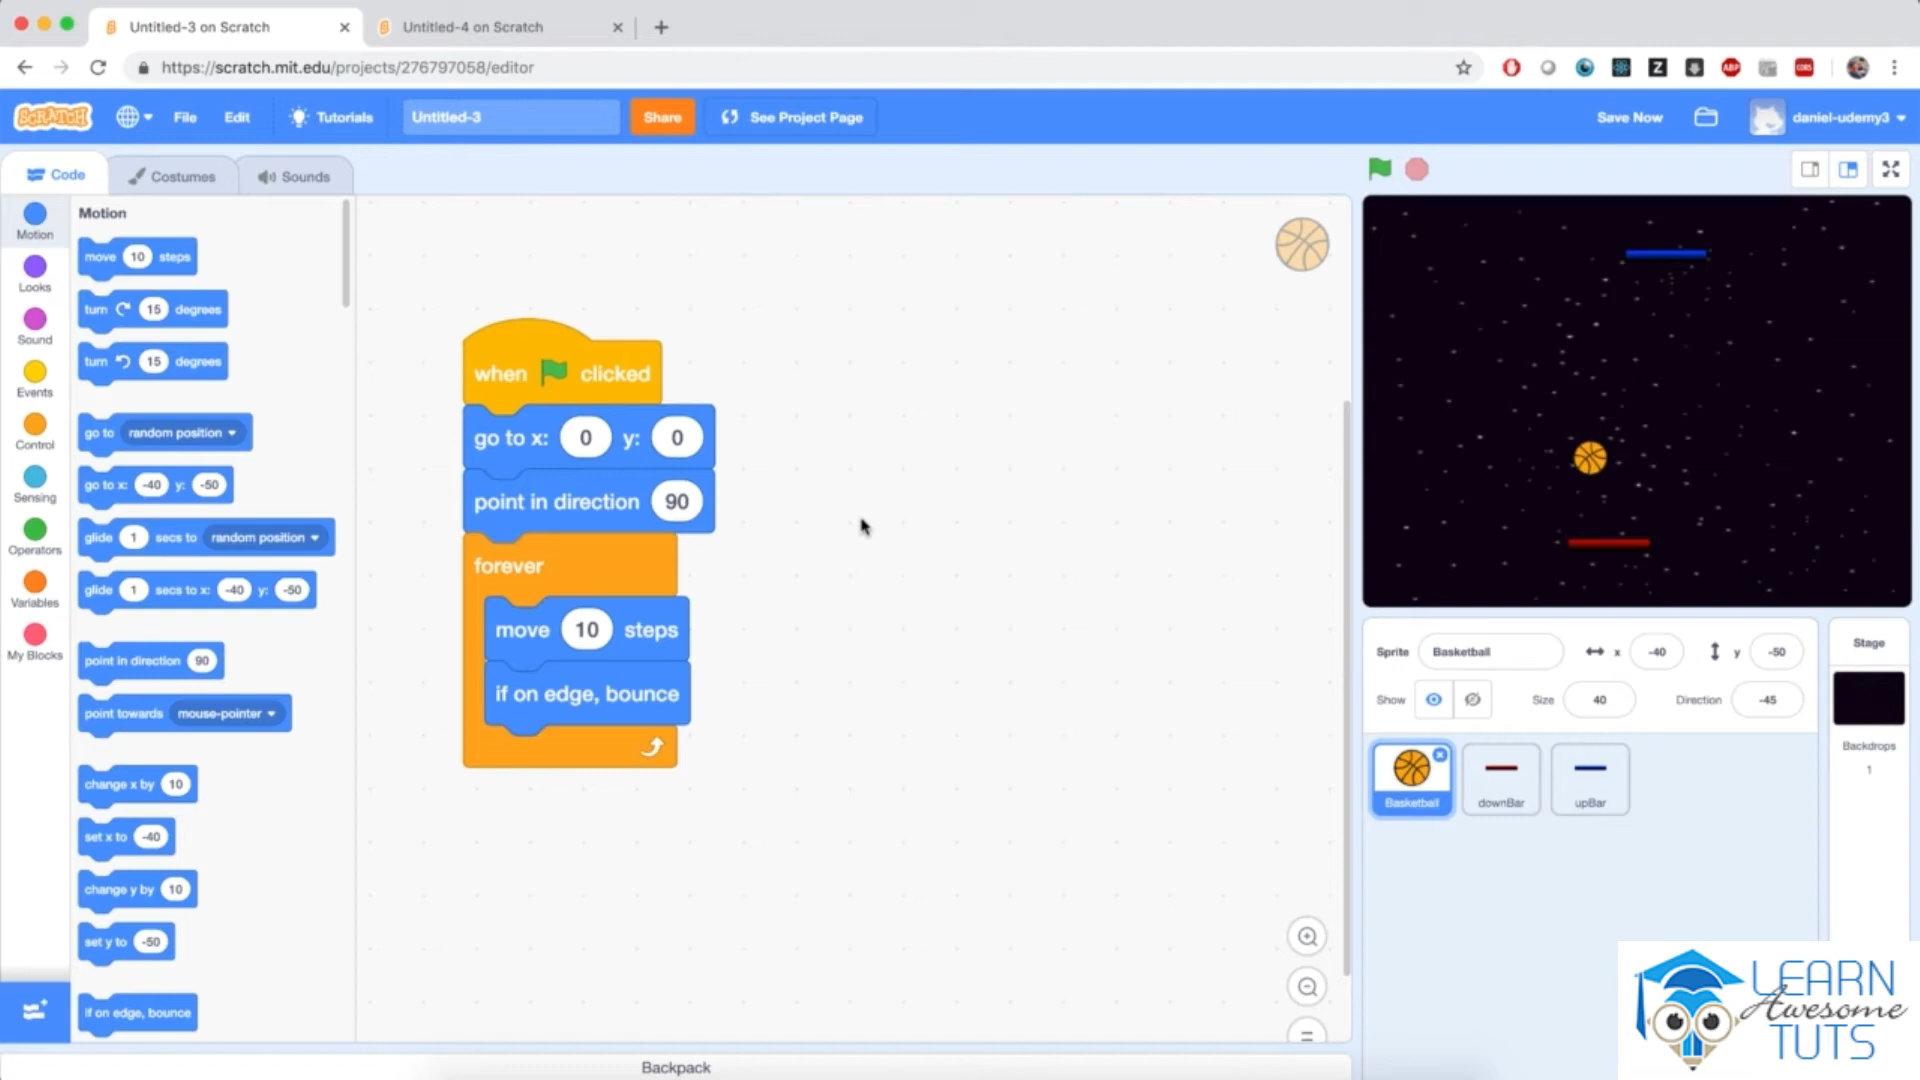 Untitled-3 on Scratch
Untitled-4 on Scratch
https://scratch.mit.edu/projects/276797058/editor
Z
ABP
CORS
SCRATCH
File
Edit
Tutorials
Untitled-3
Share
See Project Page
Save Now
daniel-udemy3
Code
Costumes
Sounds
Motion
Looks
Sound
Events
Control
Sensing
Operators
Variables
My Blocks
Motion
move 10 steps
turn 15 degrees
turn 15 degrees
go to random position
go to x: -40 y: -50
glide 1 secs to random position
glide 1 secs to x: -40 y: -50
point in direction 90
point towards mouse-pointer
change x by 10
set x to -40
change y by 10
set y to -50
if on edge, bounce
when clicked
go to x: 0 y: 0
point in direction 90
forever
move 10 steps
if on edge, bounce
Backpack
Sprite Basketball x -40 y -50
Show Size 40 Direction -45
Basketball
downBar
upBar
Stage
Backdrops
1
LEARN
Awesome
TUTS